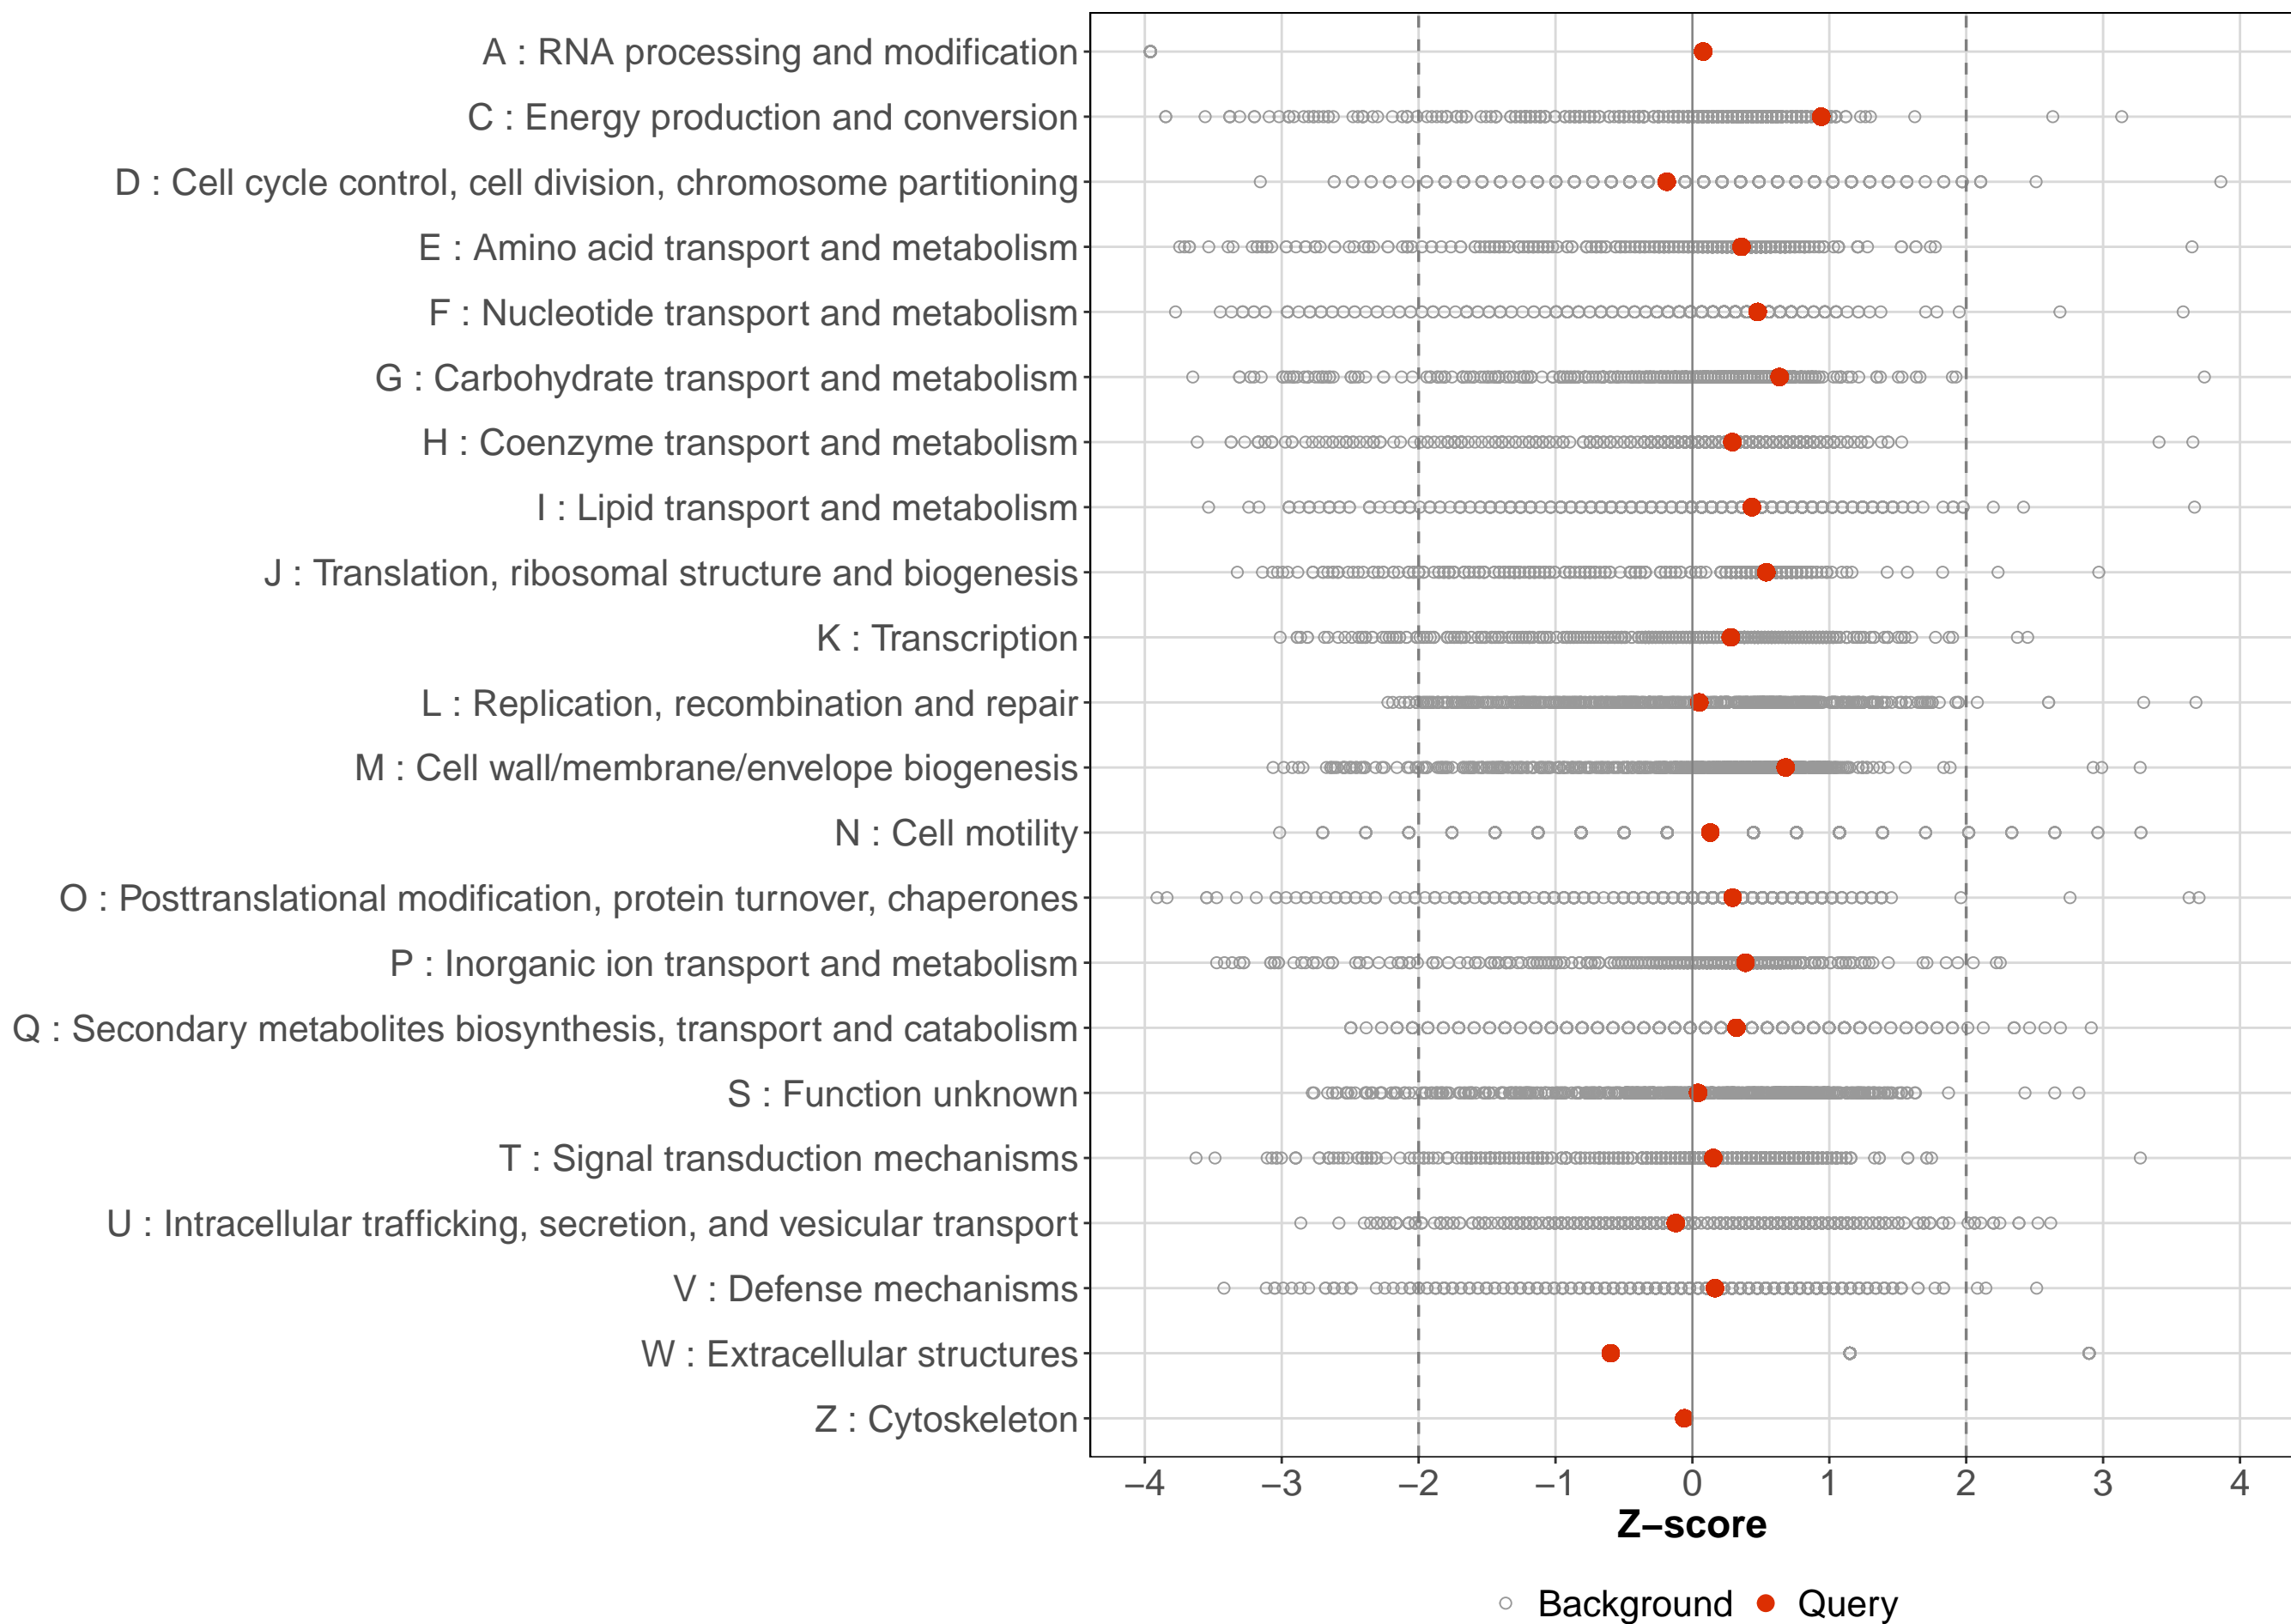 A : RNA processing and modification
C : Energy production and conversion
D : Cell cycle control, cell division, chromosome partitioning
E : Amino acid transport and metabolism
F : Nucleotide transport and metabolism
G : Carbohydrate transport and metabolism
H : Coenzyme transport and metabolism
I : Lipid transport and metabolism
J : Translation, ribosomal structure and biogenesis
K : Transcription
L : Replication, recombination and repair
M : Cell wall/membrane/envelope biogenesis
N : Cell motility
O : Posttranslational modification, protein turnover, chaperones
P : Inorganic ion transport and metabolism
Q : Secondary metabolites biosynthesis, transport and catabolism
S : Function unknown
T : Signal transduction mechanisms
U : Intracellular trafficking, secretion, and vesicular transport
V : Defense mechanisms
W : Extracellular structures
Z : Cytoskeleton
−4 −3 −2 −1 0 1 2 3 4
Z−score
Background Query